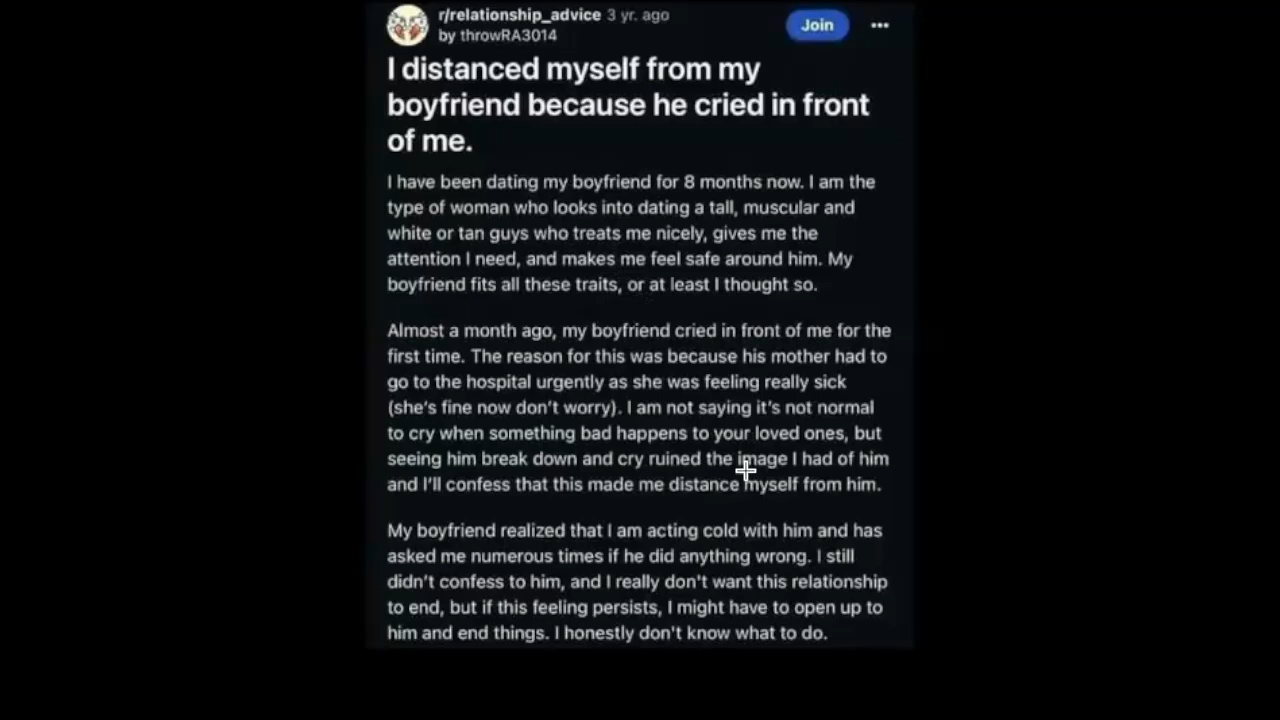 r/relationship_advice 3 yr. ago
by throwRA3014
Join
I distanced myself from my
boyfriend because he cried in front
of me.
I have been dating my boyfriend for 8 months now. I am the
type of woman who looks into dating a tall, muscular and
white or tan guys who treats me nicely, gives me the
attention I need, and makes me feel safe around him. My
boyfriend fits all these traits, or at least I thought so.
Almost a month ago, my boyfriend cried in front of me for the
first time. The reason for this was because his mother had to
go to the hospital urgently as she was feeling really sick
(she's fine now don't worry). I am not saying it's not normal
to cry when something bad happens to your loved ones, but
seeing him break down and cry ruined the image I had of him
and I'll confess that this made me distance myself from him.
My boyfriend realized that I am acting cold with him and has
asked me numerous times if he did anything wrong. I still
didn't confess to him, and I really don't want this relationship
to end, but if this feeling persists, I might have to open up to
him and end things. I honestly don't know what to do.